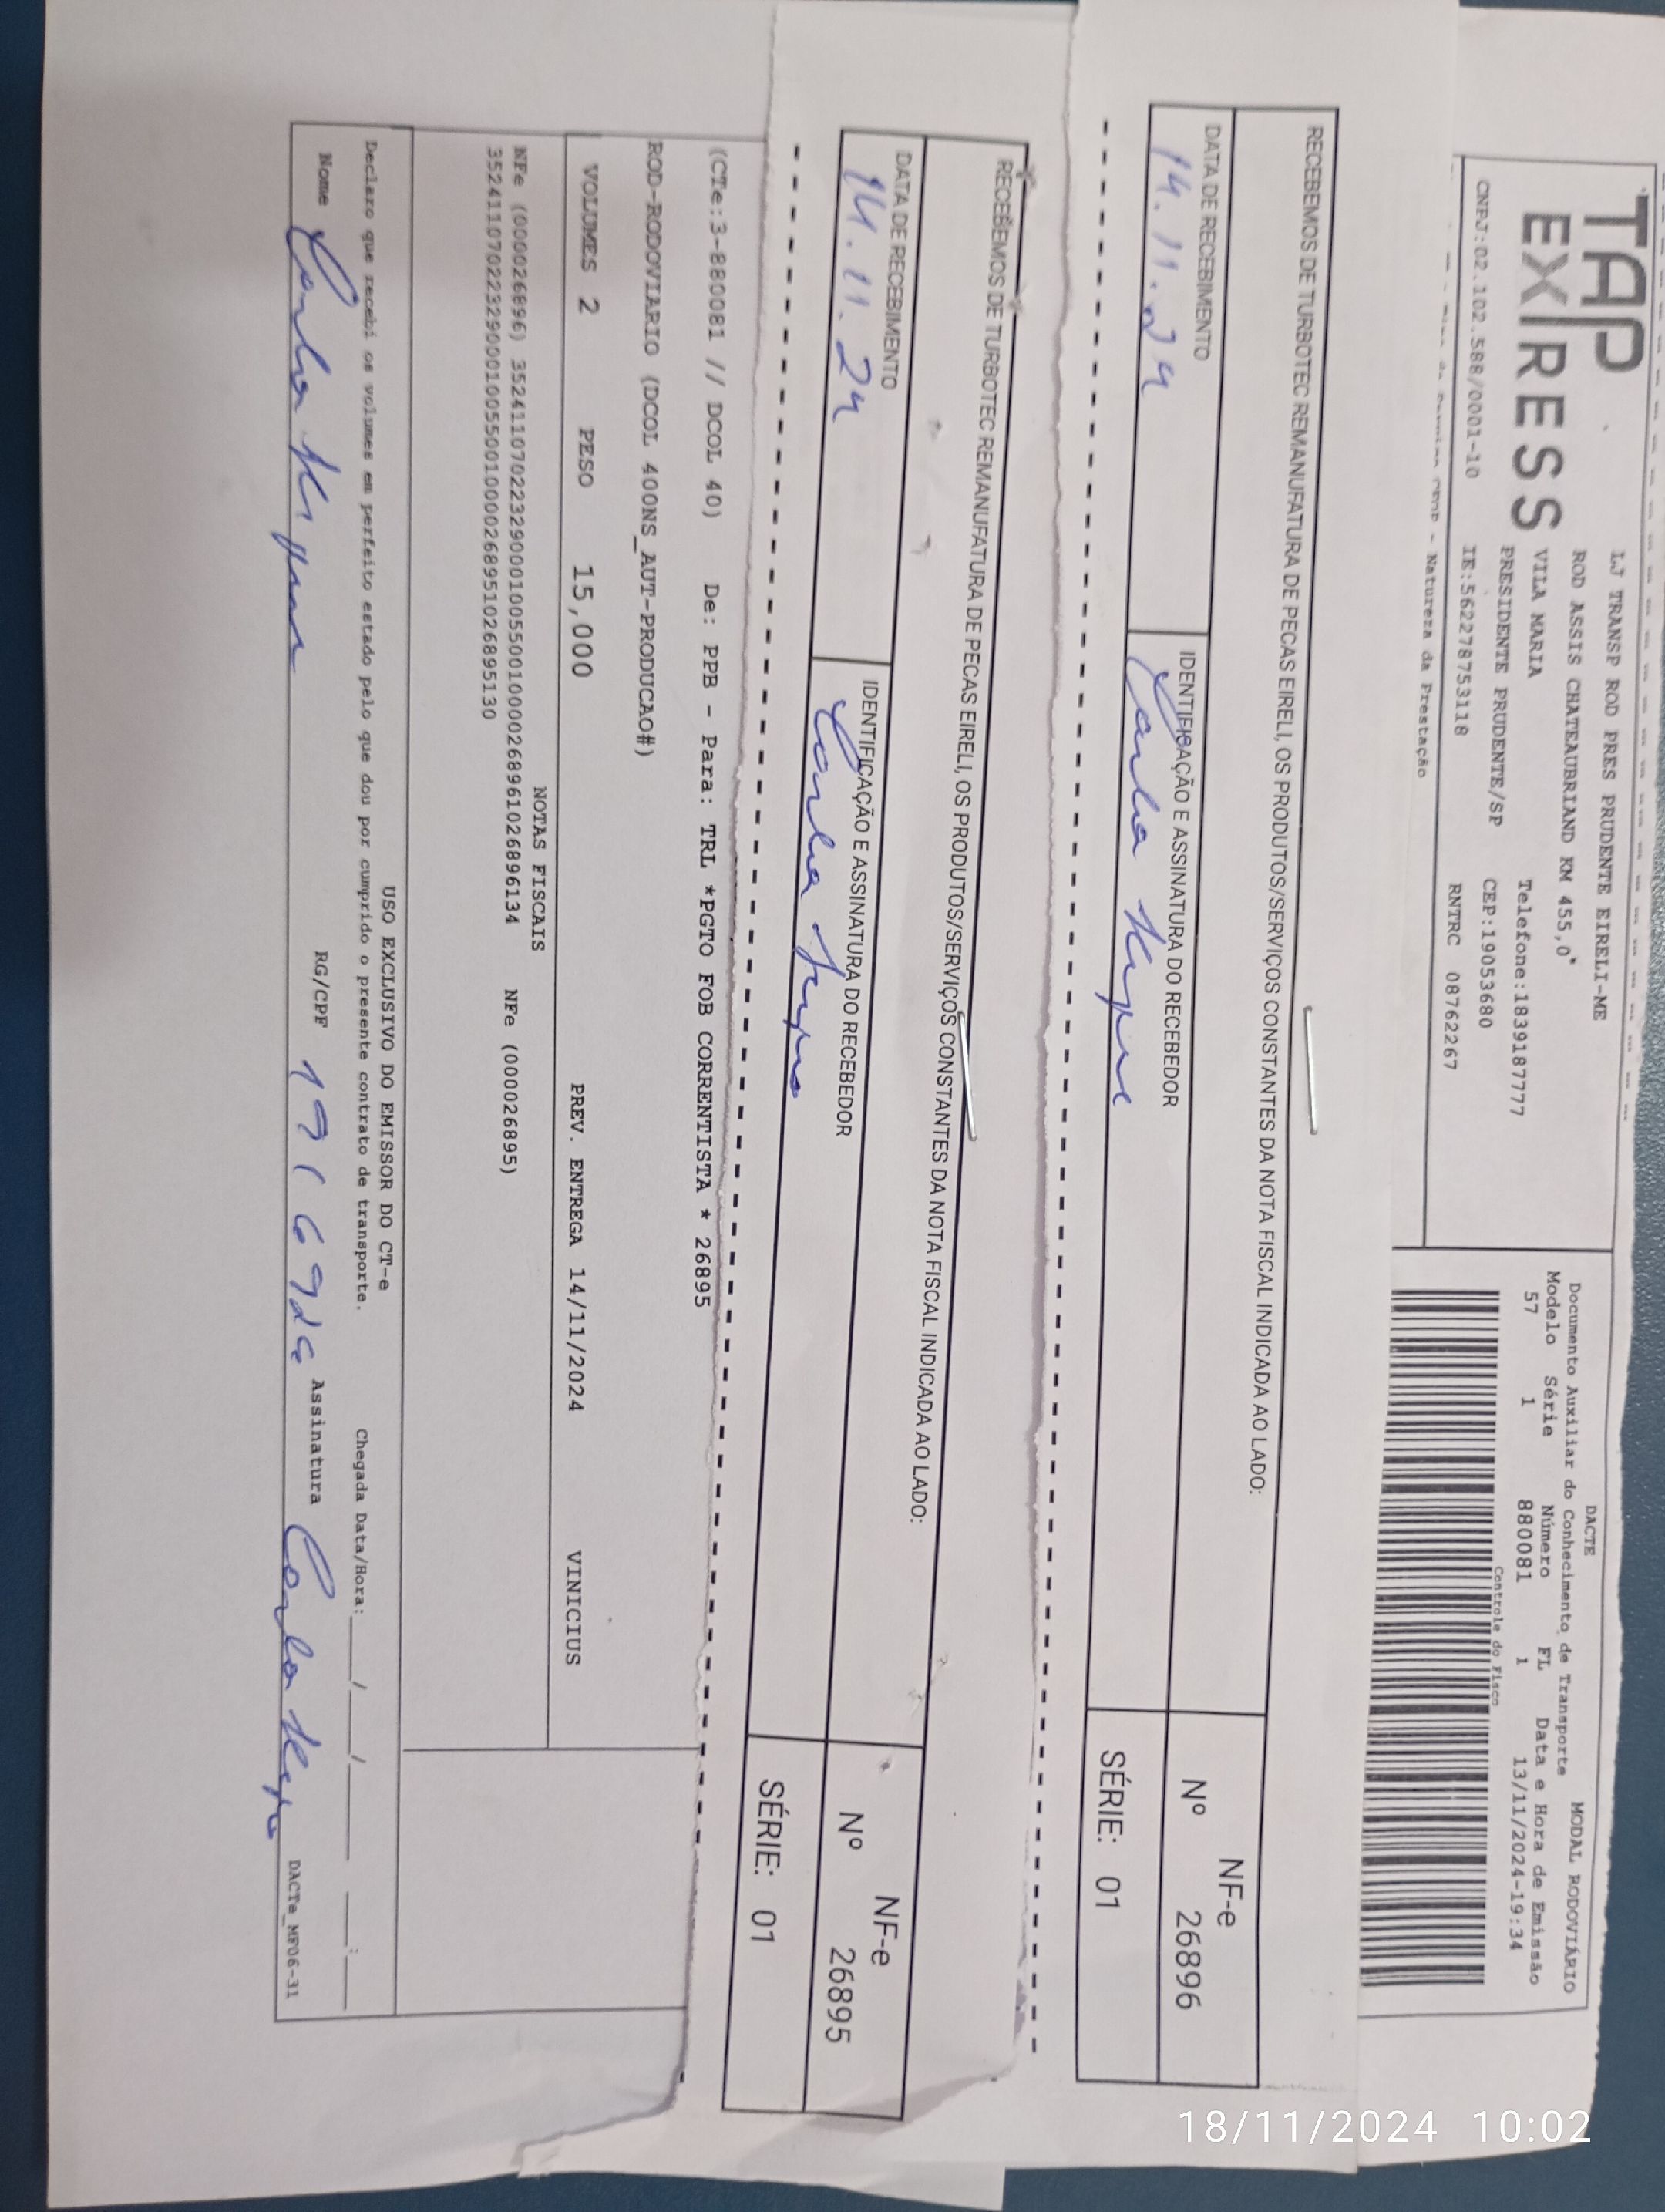 TAP
EXPRESS
LJ TRANSP ROD PRES PRUDENTE EIRELI-ME
ROD ASSIS CHATEAUBRIAND KM 455,0
VILA MARIA
Telefone:1839187777
PRESIDENTE PRUDENTE/SP
CEP:19053680
CNPJ:02.102.588/0001-10
IE:562278753118
RNTRC 08762267
Natureza da Prestação
DACTE
MODAL RODOVIÁRIO
Documento Auxiliar do Conhecimento de Transporte
Modelo Série Número FL Data e Hora de Emissão
57 1 880081 1 13/11/2024-19:34
Controle do Fisco
RECEBEMOS DE TURBOTEC REMANUFATURA DE PECAS EIRELI, OS PRODUTOS/SERVIÇOS CONSTANTES DA NOTA FISCAL INDICADA AO LADO:
NF-e
Nº 26896
SÉRIE: 01
DATA DE RECEBIMENTO
14.11.24
IDENTIFICAÇÃO E ASSINATURA DO RECEBEDOR
RECEBEMOS DE TURBOTEC REMANUFATURA DE PECAS EIRELI, OS PRODUTOS/SERVIÇOS CONSTANTES DA NOTA FISCAL INDICADA AO LADO:
NF-e
Nº 26895
SÉRIE: 01
DATA DE RECEBIMENTO
14.11.24
IDENTIFICAÇÃO E ASSINATURA DO RECEBEDOR
(CTe:3-880081 // DCOL 40) De: PPB - Para: TRL *PGTO FOB CORRENTISTA * 26895
ROD-RODOVIARIO (DCOL 400NS_AUT-PRODUCAO#)
VOLUMES 2 PESO 15,000 PREV. ENTREGA 14/11/2024 VINICIUS
NOTAS FISCAIS
NFe (000026896) 35241107022329000100550010000268961026896134 NFe (000026895)
35241107022329000100550010000268951026895130
USO EXCLUSIVO DO EMISSOR DO CT-e
Declaro que recebi os volumes em perfeito estado pelo que dou por cumprido o presente contrato de transporte. Chegada Data/Hora:____/____/______ ____:____
Nome RG/CPF Assinatura
DACTe_MF06-31
18/11/2024 10:02